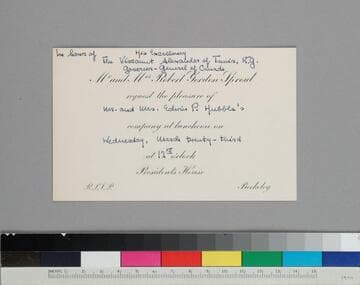 In honor of His Excellency
The Viscount Alexander of Tunis, K.G.
Governor-General of Canada
Mr and Mrs Robert Gordon Sproul
request the pleasure of
Mr. and Mrs. Edwin P. Hubble's
company at luncheon on
Wednesday, March twenty-third
at o'clock
Presidents House
R.S.V.P. Berkeley